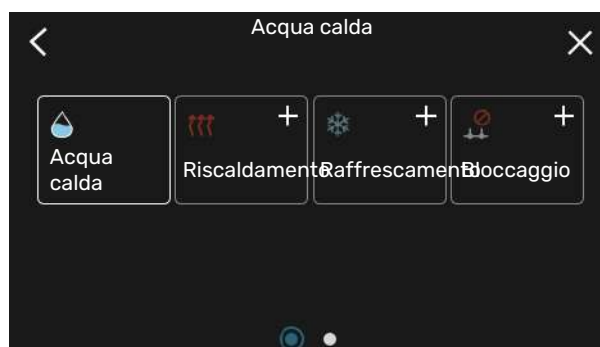 Acqua calda
Acqua
calda
Riscaldamento
Raffrescamento
Bloccaggio